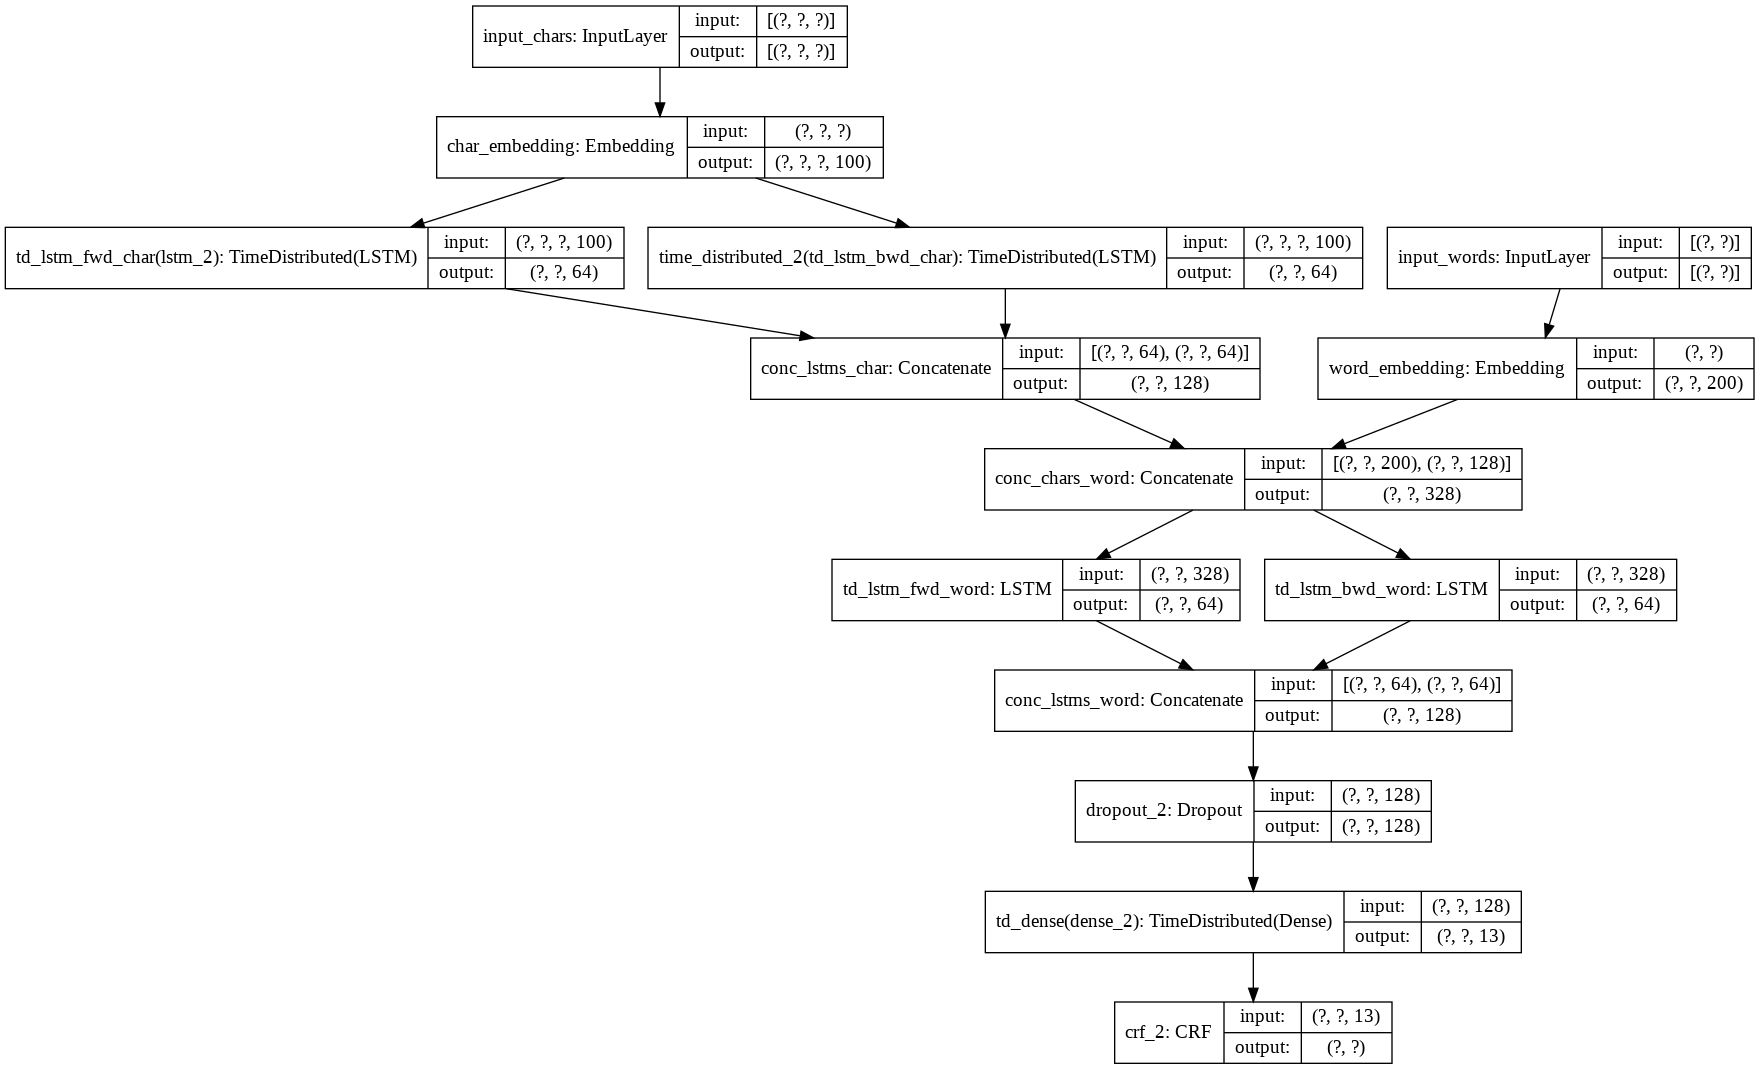 input_chars: InputLayer
input: [(?, ?, ?)]
output: [(?, ?, ?)]
char_embedding: Embedding
input: (?, ?, ?)
output: (?, ?, ?, 100)
td_lstm_fwd_char(lstm_2): TimeDistributed(LSTM)
input: (?, ?, ?, 100)
output: (?, ?, 64)
time_distributed_2(td_lstm_bwd_char): TimeDistributed(LSTM)
input: (?, ?, ?, 100)
output: (?, ?, 64)
input_words: InputLayer
input: [(?, ?)]
output: [(?, ?)]
conc_lstms_char: Concatenate
input: [(?, ?, 64), (?, ?, 64)]
output: (?, ?, 128)
word_embedding: Embedding
input: (?, ?)
output: (?, ?, 200)
conc_chars_word: Concatenate
input: [(?, ?, 200), (?, ?, 128)]
output: (?, ?, 328)
td_lstm_fwd_word: LSTM
input: (?, ?, 328)
output: (?, ?, 64)
td_lstm_bwd_word: LSTM
input: (?, ?, 328)
output: (?, ?, 64)
conc_lstms_word: Concatenate
input: [(?, ?, 64), (?, ?, 64)]
output: (?, ?, 128)
dropout_2: Dropout
input: (?, ?, 128)
output: (?, ?, 128)
td_dense(dense_2): TimeDistributed(Dense)
input: (?, ?, 128)
output: (?, ?, 13)
crf_2: CRF
input: (?, ?, 13)
output: (?, ?)